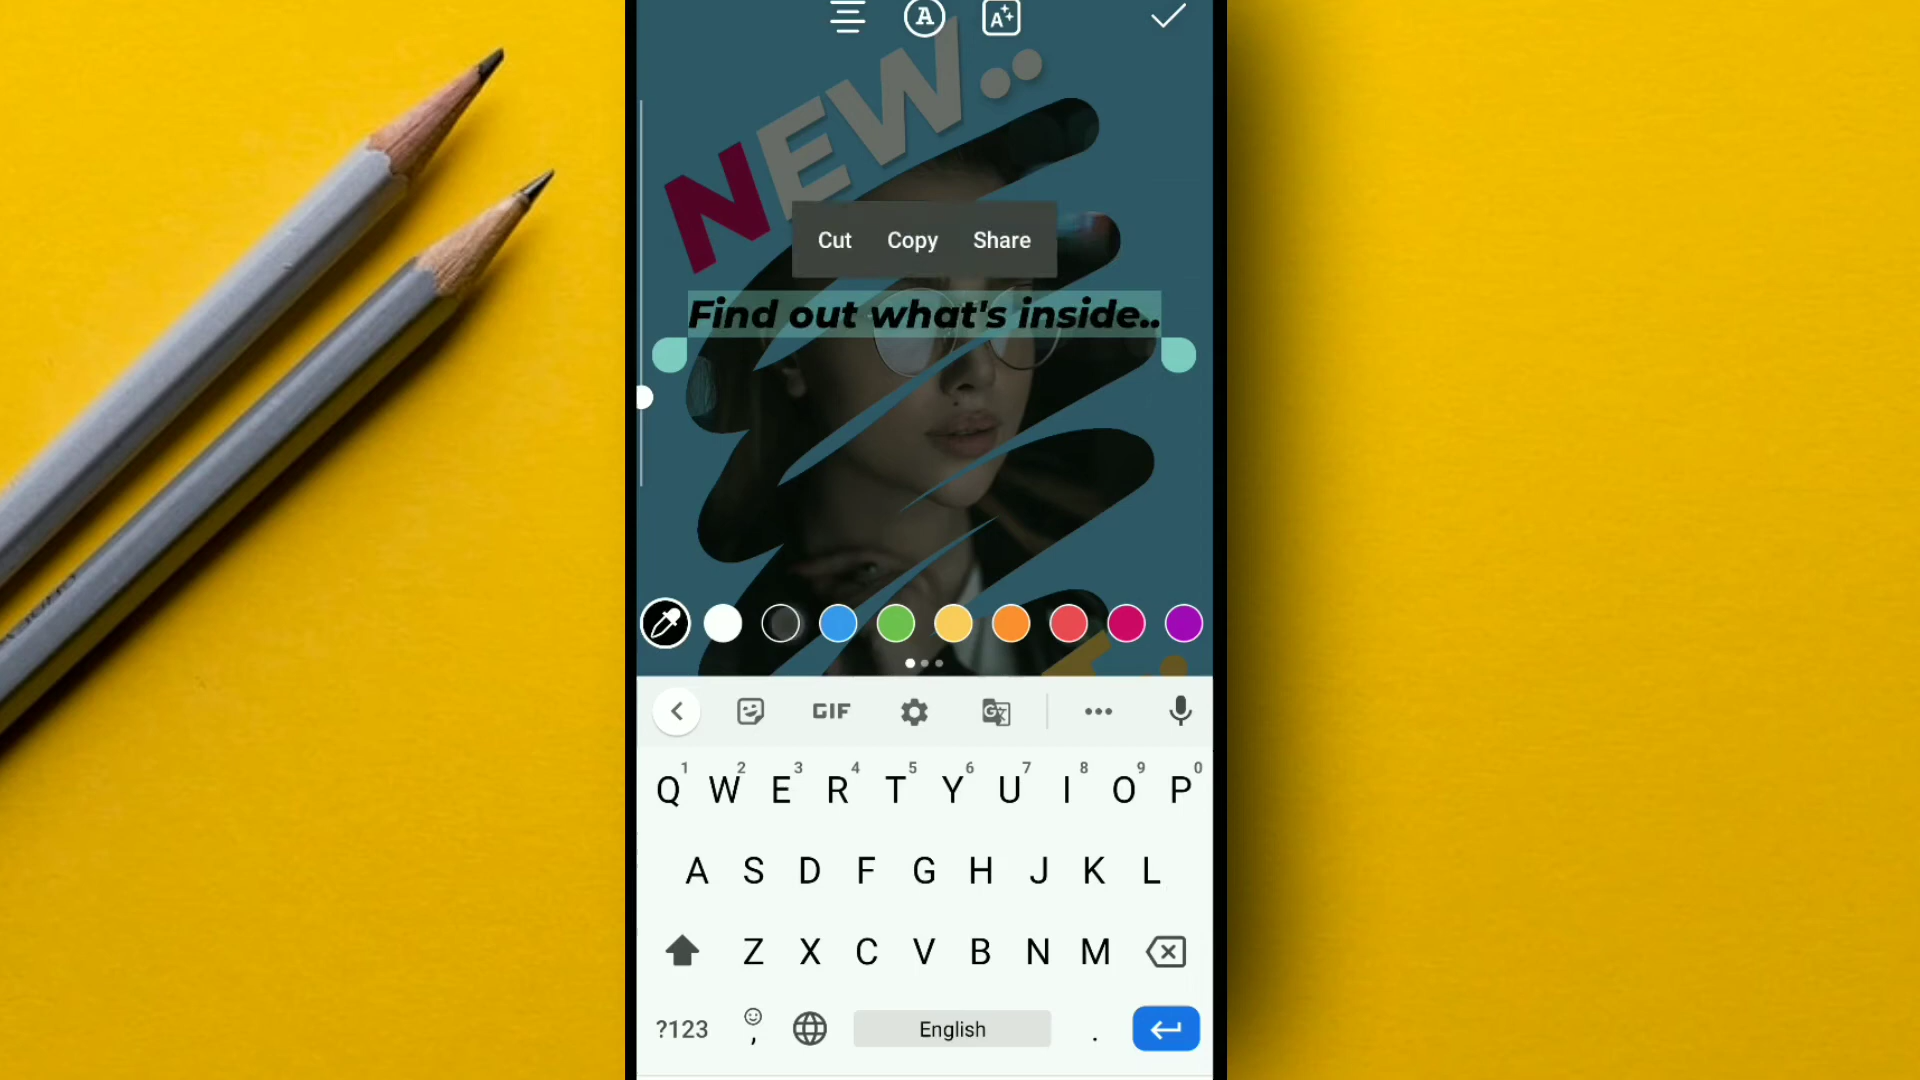 A A
NEW..
Cut Copy Share
Find out what's inside..
GIF G
1 2 3 4 5 6 7 8 9 0
Q W E R T Y U I O P
A S D F G H J K L
Z X C V B N M
?123 , English .